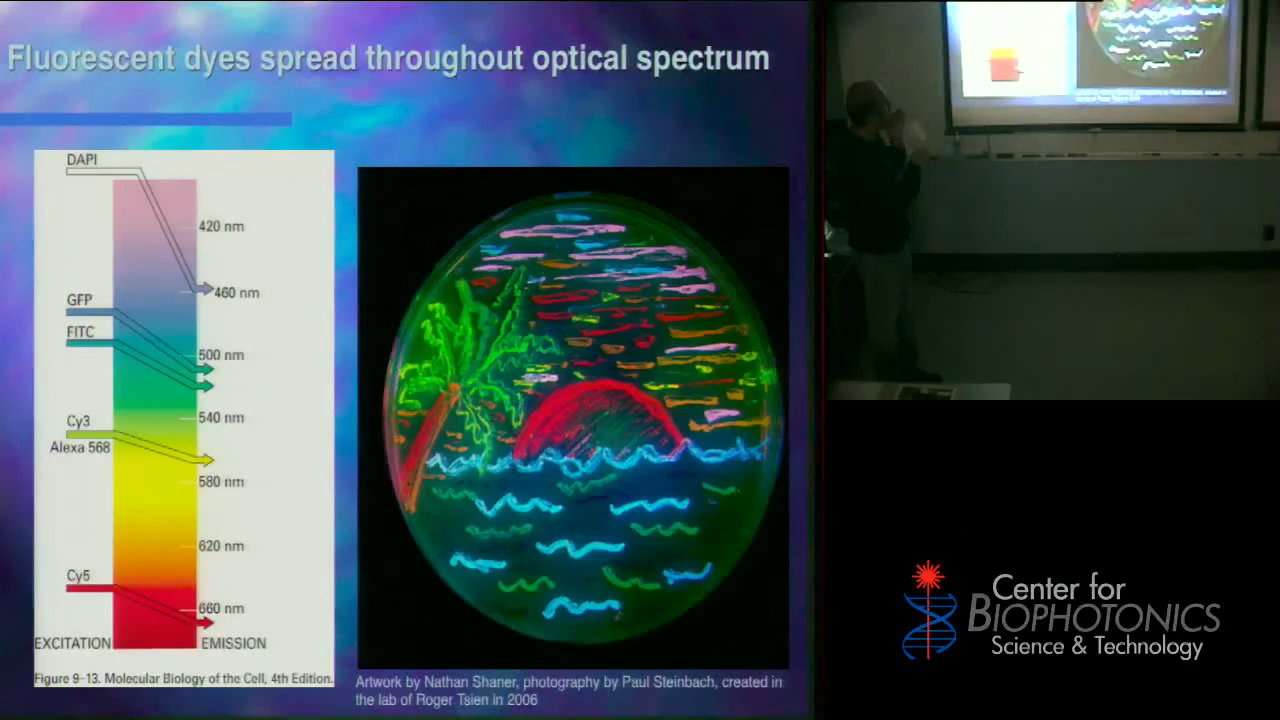 Fluorescent dyes spread throughout optical spectrum
DAPI
420 nm
460 nm
GFP
FITC
500 nm
540 nm
Cy3
Alexa 568
580 nm
620 nm
Cy5
660 nm
EXCITATION
EMISSION
Figure 9-13. Molecular Biology of the Cell, 4th Edition.
Artwork by Nathan Shaner, photography by Paul Steinbach, created in
the lab of Roger Tsien in 2006
Center for
BIOPHOTONICS
Science & Technology